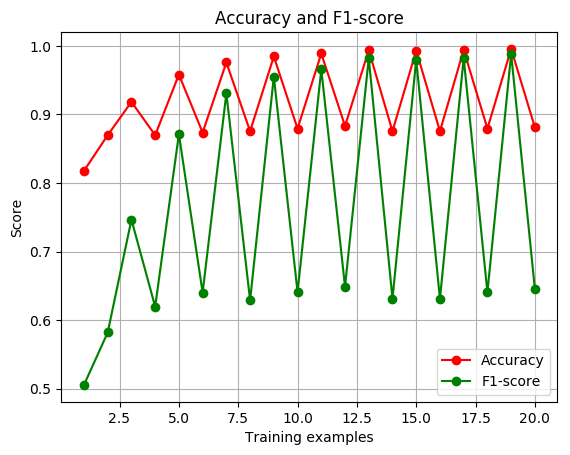 Accuracy and F1-score
1.0
0.9
0.8
0.7
0.6
0.5
Score
2.5 5.0 7.5 10.0 12.5 15.0 17.5 20.0
Training examples
Accuracy
F1-score